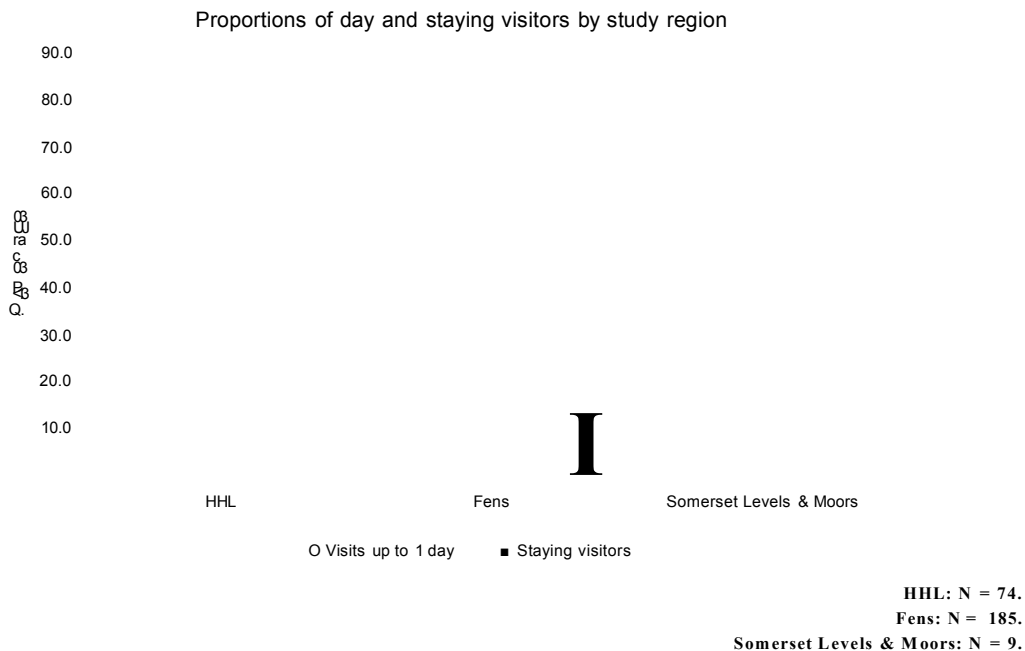 Proportions of day and staying visitors by study region
90.0
80.0
70.0
60.0
50.0
40.0
30.0
20.0
10.0
I
HHL Fens Somerset Levels & Moors
O Visits up to 1 day ■ Staying visitors
HHL: N = 74.
Fens: N = 185.
Somerset Levels & Moors: N = 9.